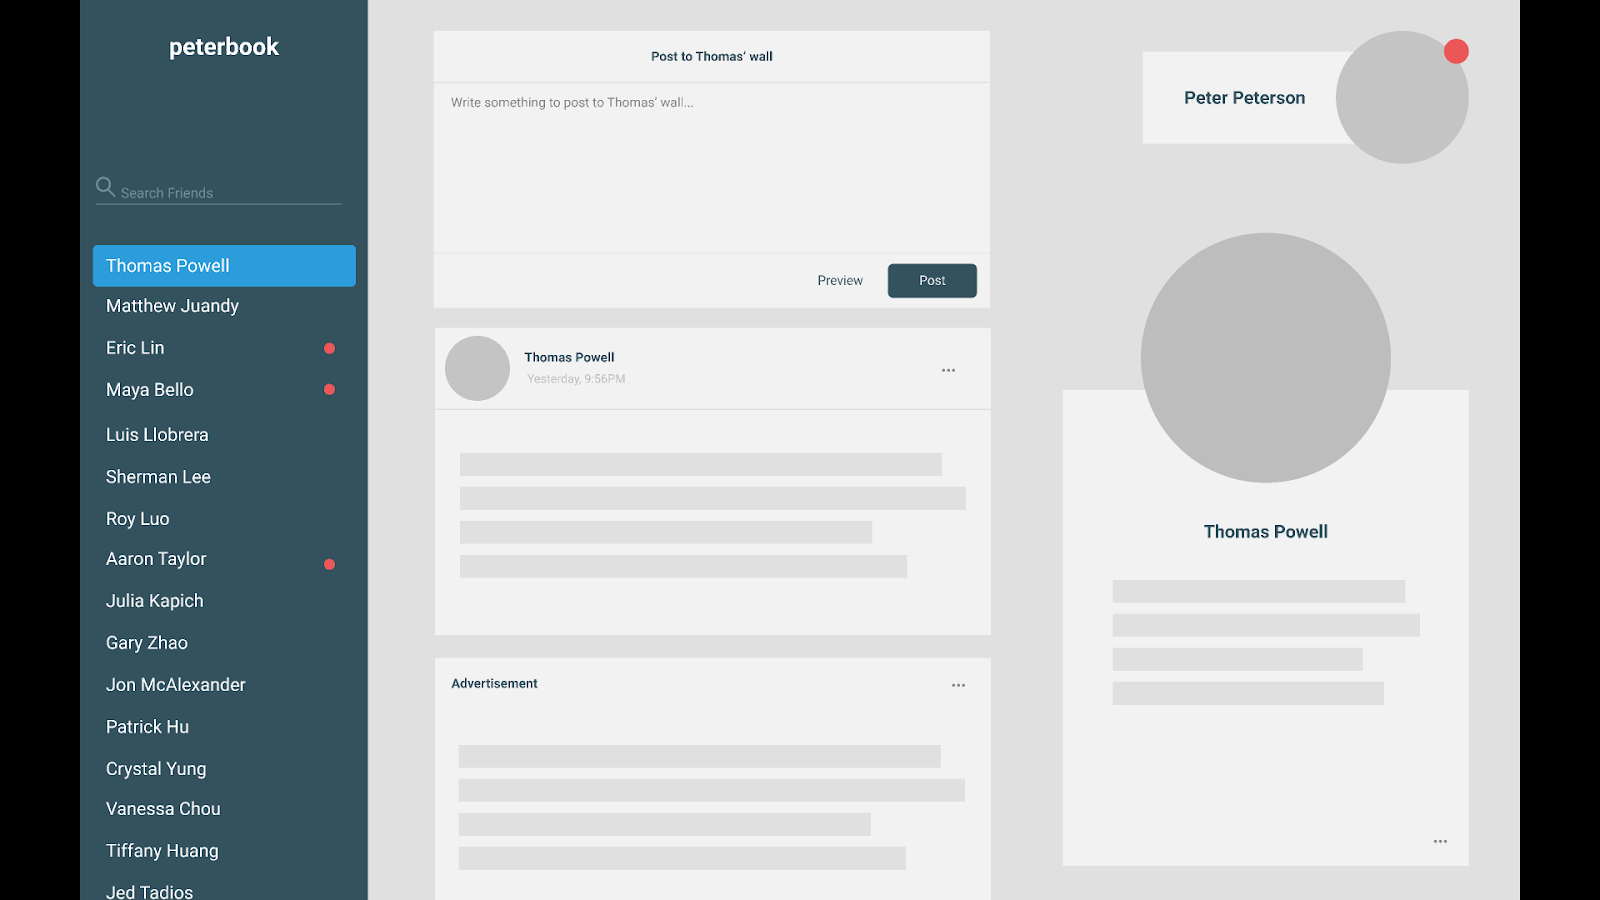 peterbook
Search Friends
Thomas Powell
Matthew Juandy
Eric Lin
Maya Bello
Luis Llobrera
Sherman Lee
Roy Luo
Aaron Taylor
Julia Kapich
Gary Zhao
Jon McAlexander
Patrick Hu
Crystal Yung
Vanessa Chou
Tiffany Huang
Jed Tadios
Post to Thomas’ wall
Write something to post to Thomas’ wall...
Preview
Post
Thomas Powell
Yesterday, 9:56PM
Advertisement
Peter Peterson
Thomas Powell